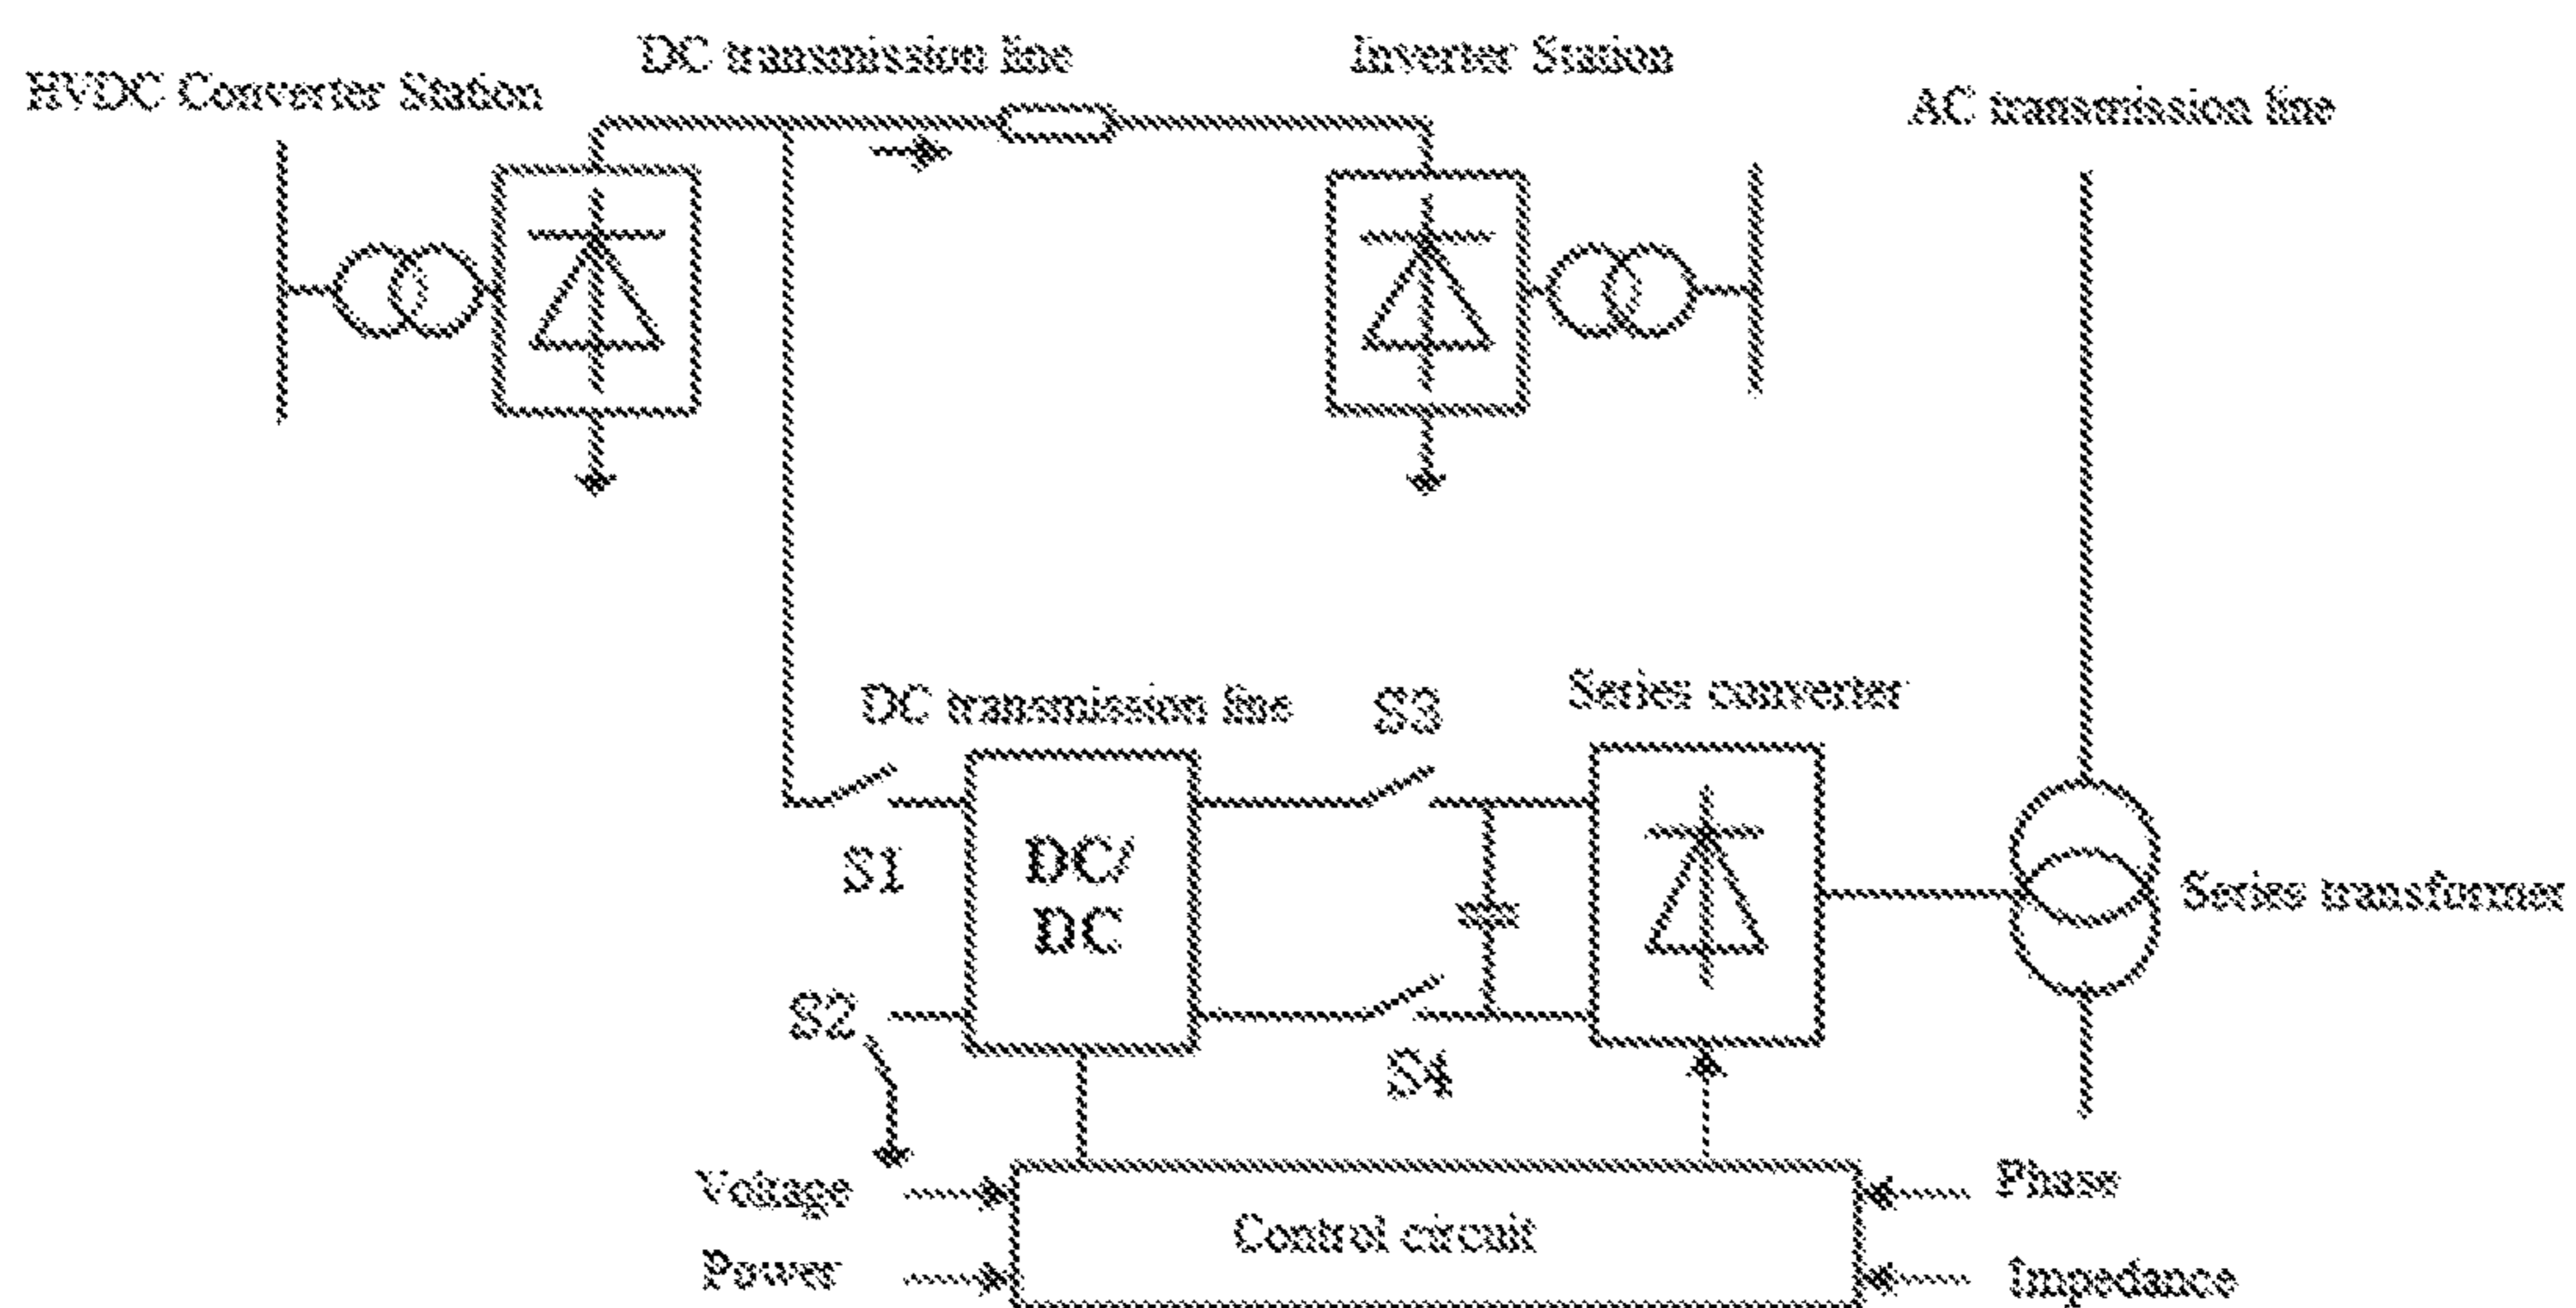 DC transmission line
Inverter Station
HVDC Converter Station
AC transmission line
DC transmission line
S3
Series converter
S1
DC/
DC
Series transformer
S2
S4
Voltage
Phase
Control circuit
Power
Impedance